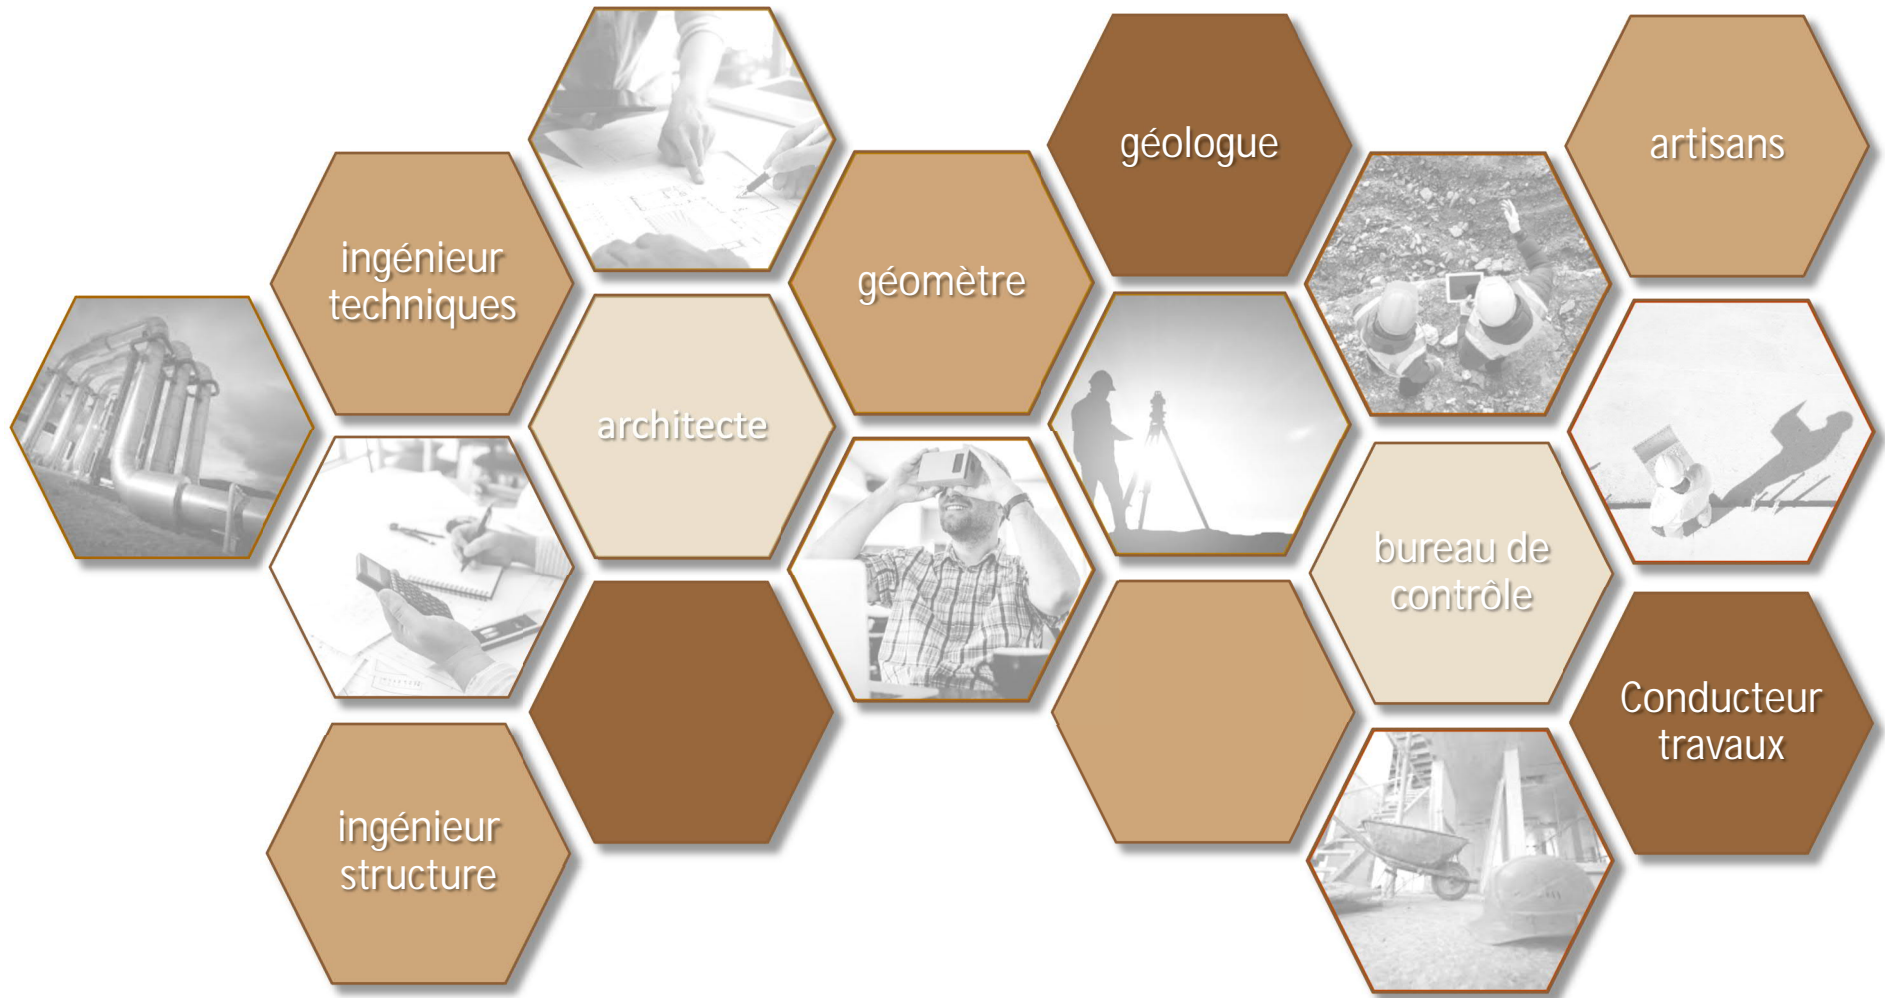 géologue
artisans
ingénieur
techniques
géomètre
architecte
bureau de
contrôle
Conducteur
travaux
ingénieur
structure